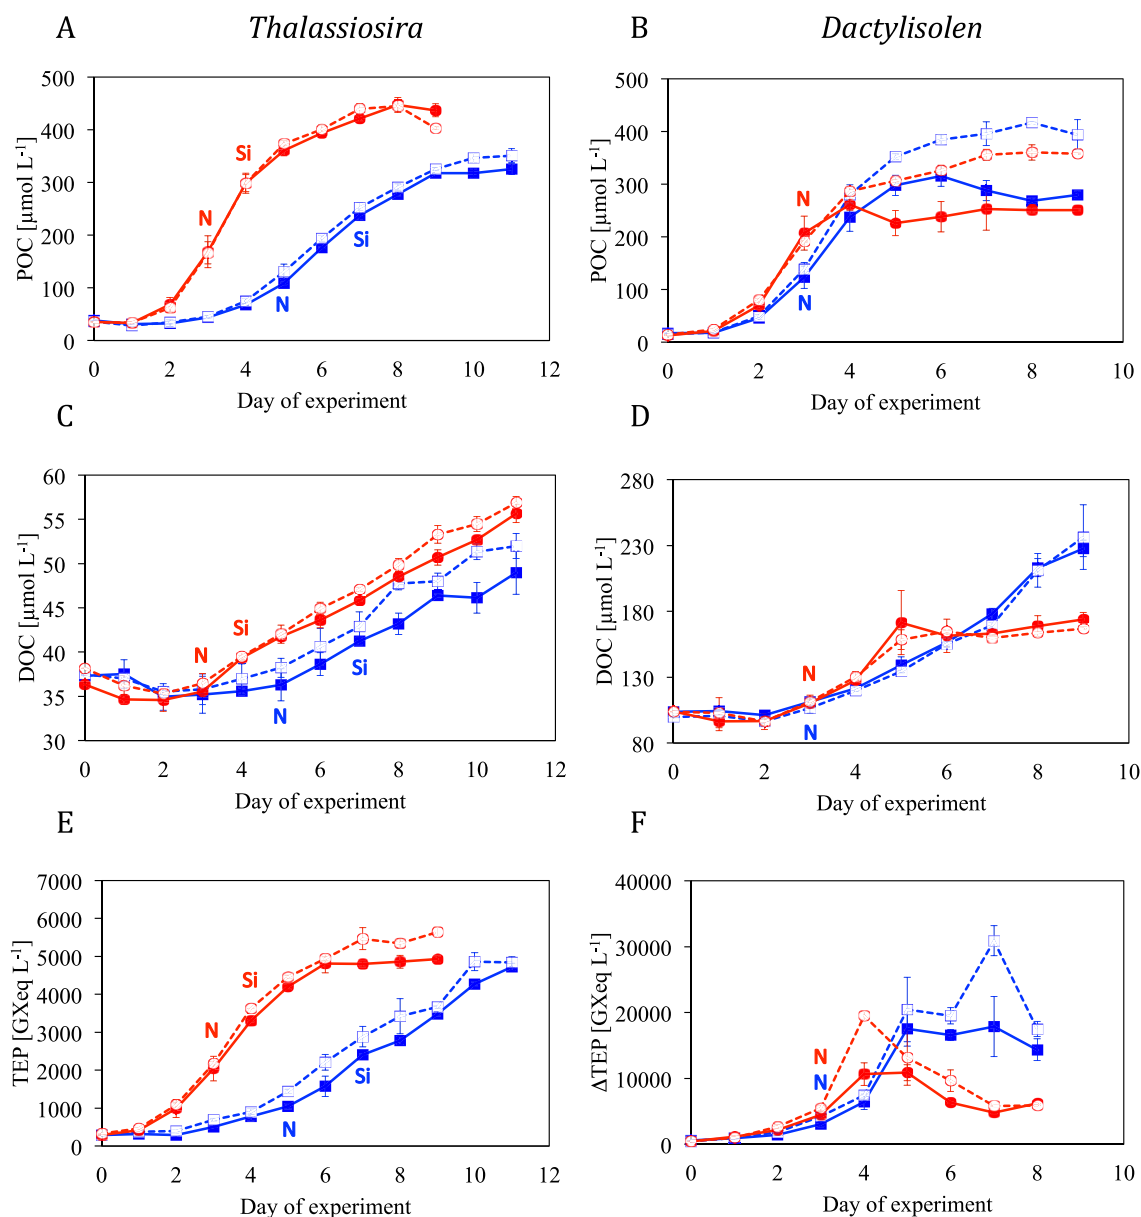 A Thalassiosira B Dactylisolen
500
400
300
200
100
0
POC [µmol L-1]
Si
N
Si
N
0 2 4 6 8 10 12
Day of experiment
500
400
300
200
100
0
POC [µmol L-1]
N
N
0 2 4 6 8 10
Day of experiment
C
60
55
50
45
40
35
30
DOC [µmol L-1]
Si
N
Si
N
0 2 4 6 8 10 12
Day of experiment
D
280
230
180
130
80
DOC [µmol L-1]
N
N
0 2 4 6 8 10
Day of experiment
E
7000
6000
5000
4000
3000
2000
1000
0
TEP [GXeq L-1]
Si
N
Si
N
0 2 4 6 8 10 12
Day of experiment
F
40000
30000
20000
10000
0
ΔTEP [GXeq L-1]
N
N
0 2 4 6 8 10
Day of experiment